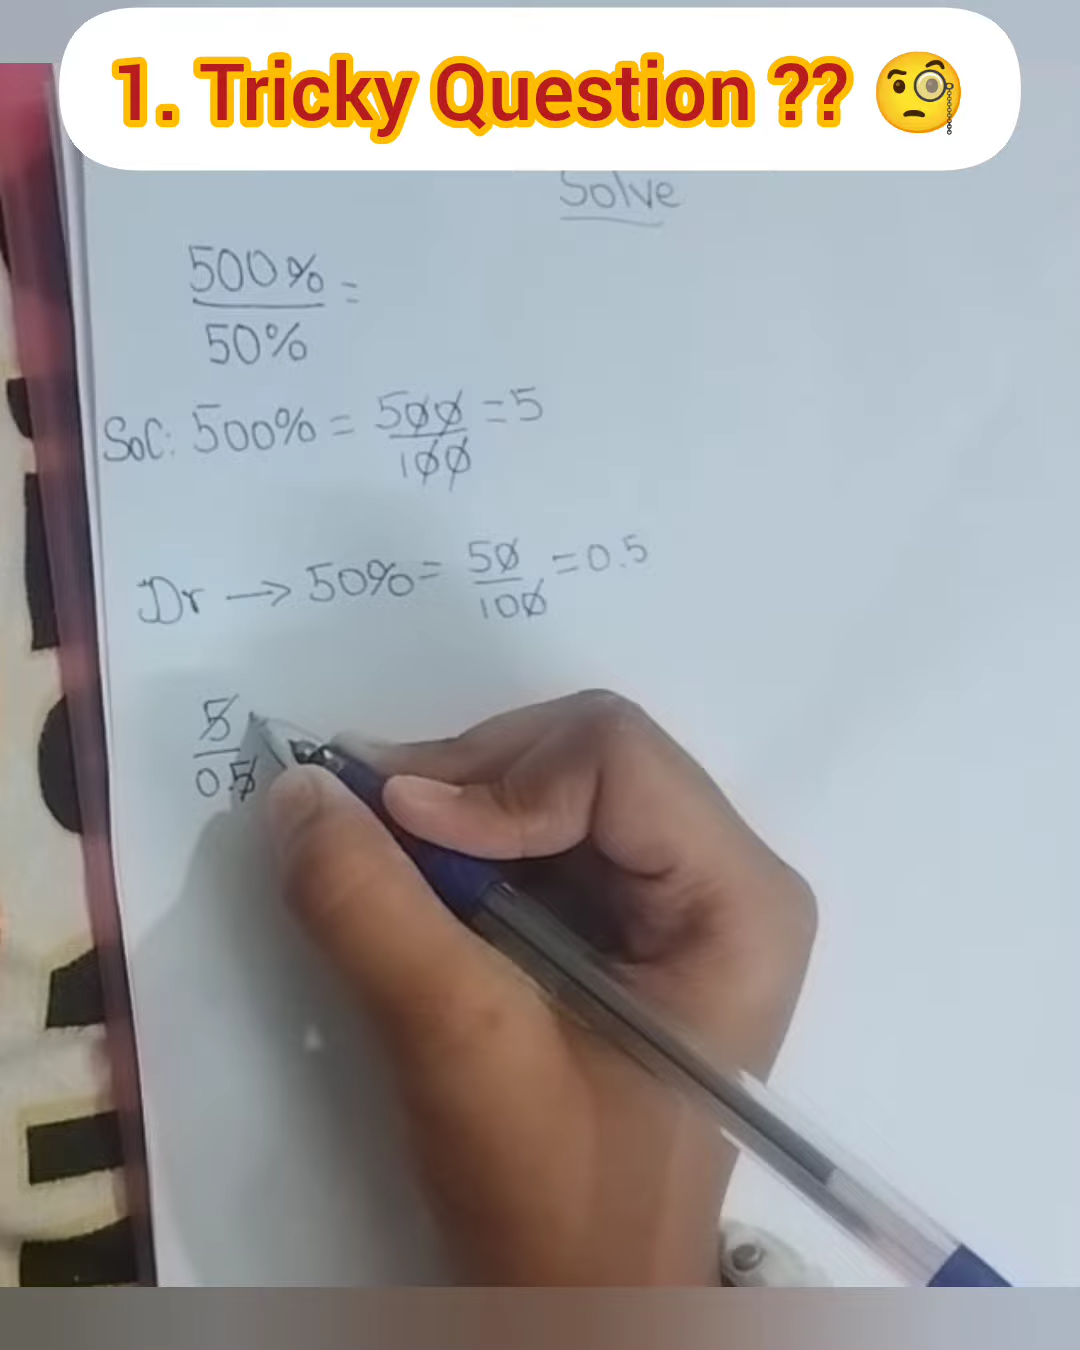 1. Tricky Question ??
Solve
500% =
50%
Sol: 500% = 500 = 5
100
Dr → 50% = 50 = 0.5
100
5
0.5